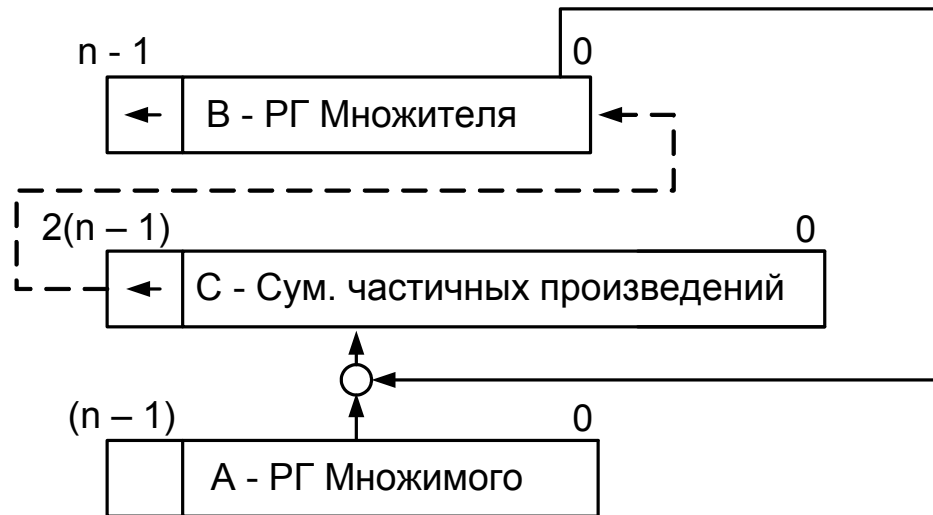 n - 1
0
В - РГ Множителя
2(n – 1)
0
С - Сум. частичных произведений
(n – 1)
0
А - РГ Множимого